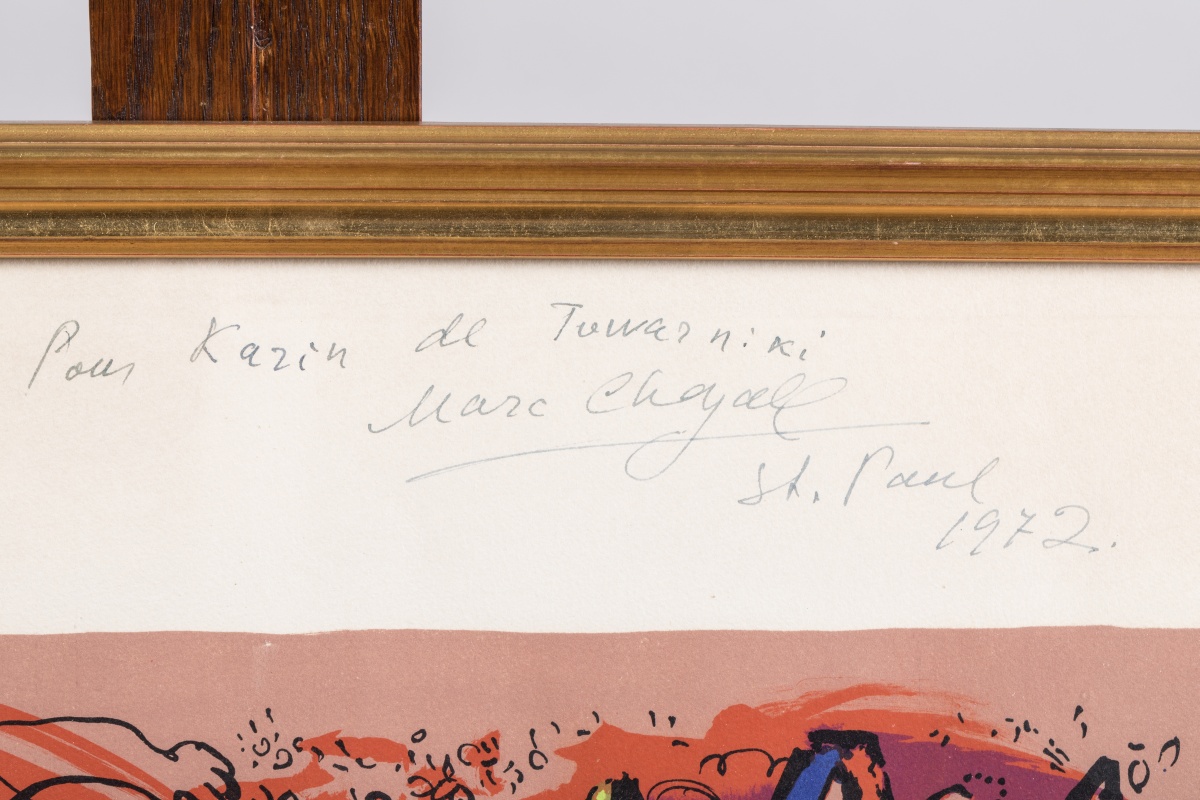 Pour Karin de Towarniki
Marc Chagall
St. Paul
1972.